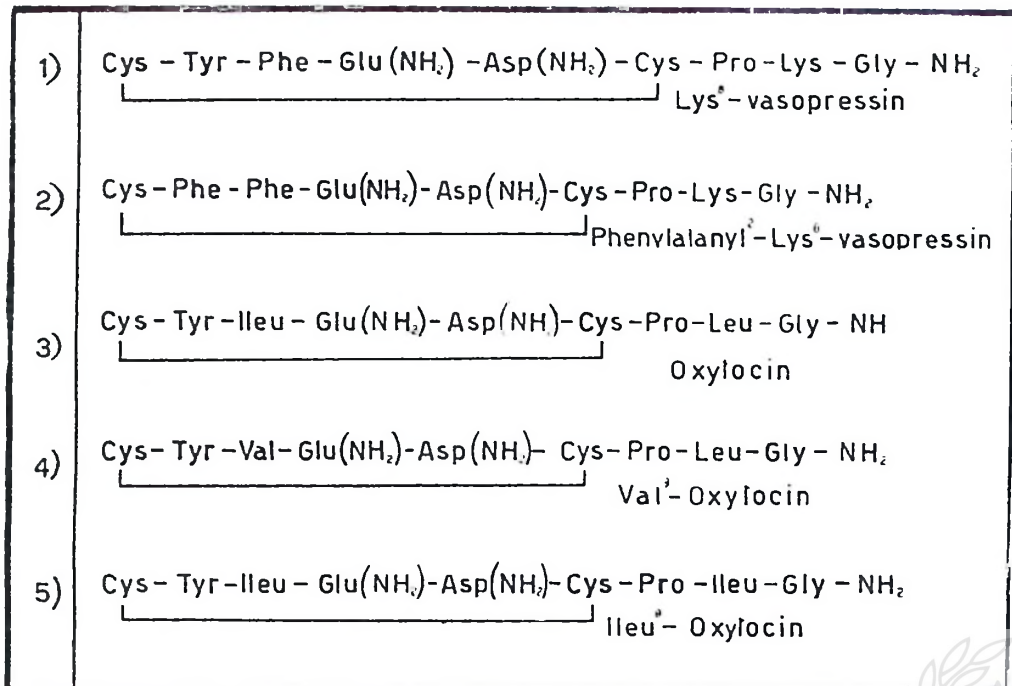 1) Cys – Tyr – Phe – Glu (NH₂) – Asp (NH₂) – Cys – Pro – Lys – Gly – NH₂
Lys⁸ – vasopressin
2) Cys – Phe – Phe – Glu(NH₂) – Asp (NH₂) – Cys – Pro – Lys – Gly – NH₂
Phenylalanyl² – Lys⁸ – vasopressin
3) Cys – Tyr – Ileu – Glu (NH₂) – Asp(NH) – Cys – Pro – Leu – Gly – NH
Oxytocin
4) Cys – Tyr – Val – Glu(NH₂) – Asp(NH₂) – Cys – Pro – Leu – Gly – NH₂
Val³ – Oxytocin
5) Cys – Tyr – Ileu – Glu(NH₂) – Asp(NH₂) – Cys – Pro – Ileu – Gly – NH₂
Ileu⁸ – Oxytocin